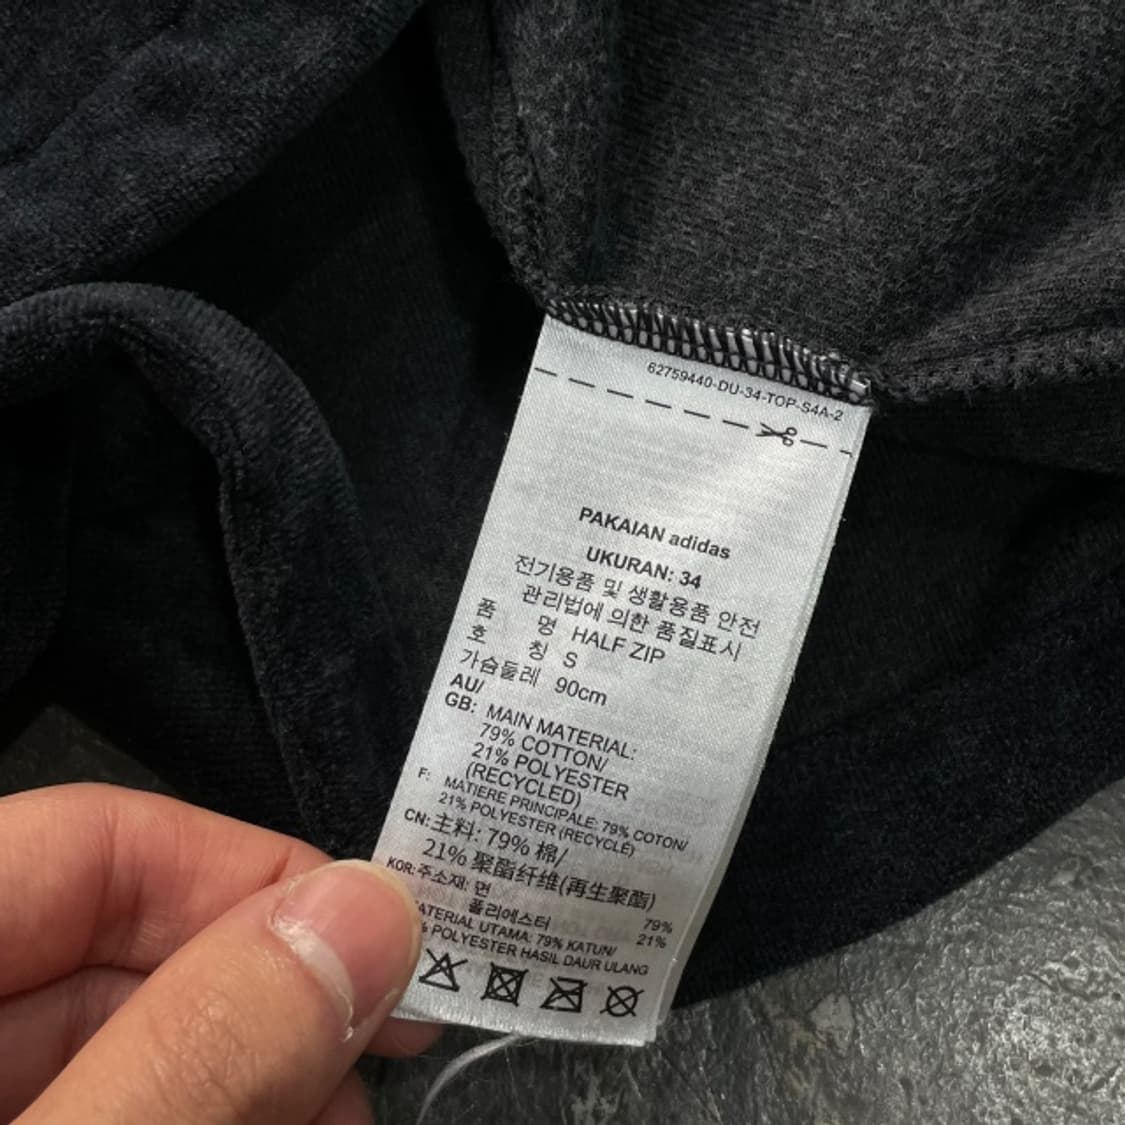 62759440-DU-34-TOP-S4A-2
PAKAIAN adidas
UKURAN: 34
전기용품 및 생활용품 안전
관리법에 의한 품질표시
품 명 HALF ZIP
호 칭 S
가슴둘레 90cm
AU/
GB: MAIN MATERIAL:
79% COTTON/
21% POLYESTER
(RECYCLED)
F: MATIERE PRINCIPALE: 79% COTON/
21% POLYESTER (RECYCLÉ)
CN: 主料: 79% 棉/
21% 聚酯纤维(再生聚酯)
KOR: 주소재: 면 79%
폴리에스터 21%
ATERIAL UTAMA: 79% KATUN/
% POLYESTER HASIL DAUR ULANG